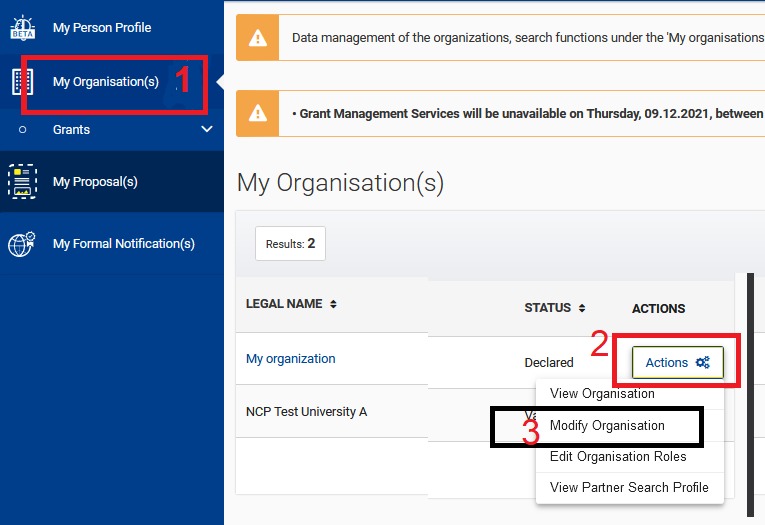 BETA
My Person Profile
My Organisation(s)
1
Grants
My Proposal(s)
My Formal Notification(s)
Data management of the organizations, search functions under the 'My organisations
• Grant Management Services will be unavailable on Thursday, 09.12.2021, between
My Organisation(s)
Results: 2
LEGAL NAME
STATUS
ACTIONS
2
My organization
Declared
Actions
NCP Test University A
View Organisation
3
Modify Organisation
Edit Organisation Roles
View Partner Search Profile